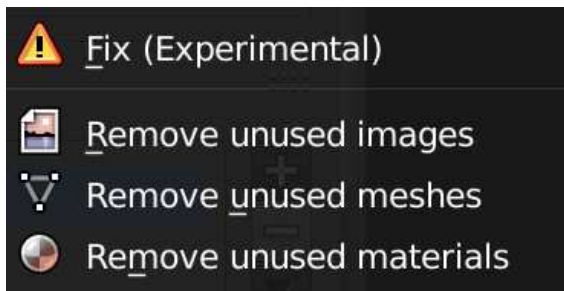 Fix (Experimental)
Remove unused images
Remove unused meshes
Remove unused materials